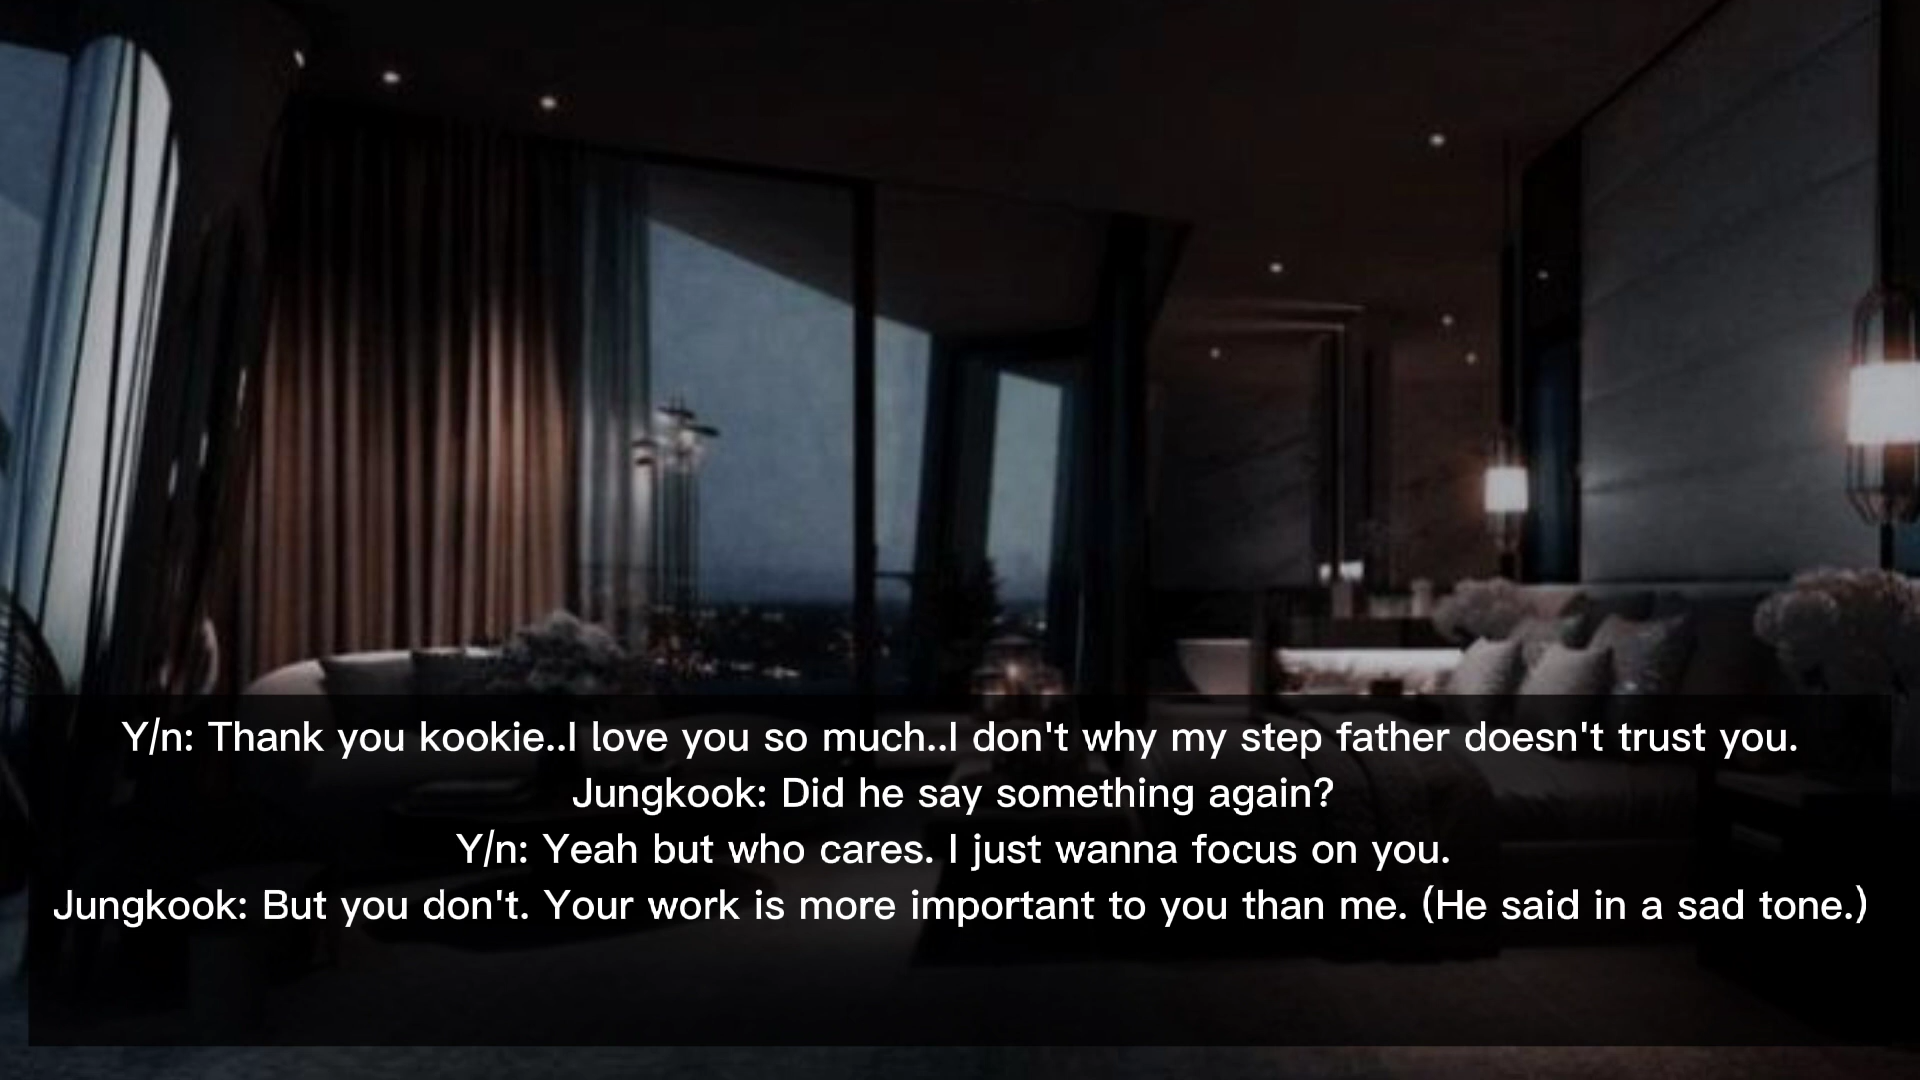 Y/n: Thank you kookie..I love you so much..I don't why my step father doesn't trust you.
Jungkook: Did he say something again?
Y/n: Yeah but who cares. I just wanna focus on you.
Jungkook: But you don't. Your work is more important to you than me. (He said in a sad tone.)